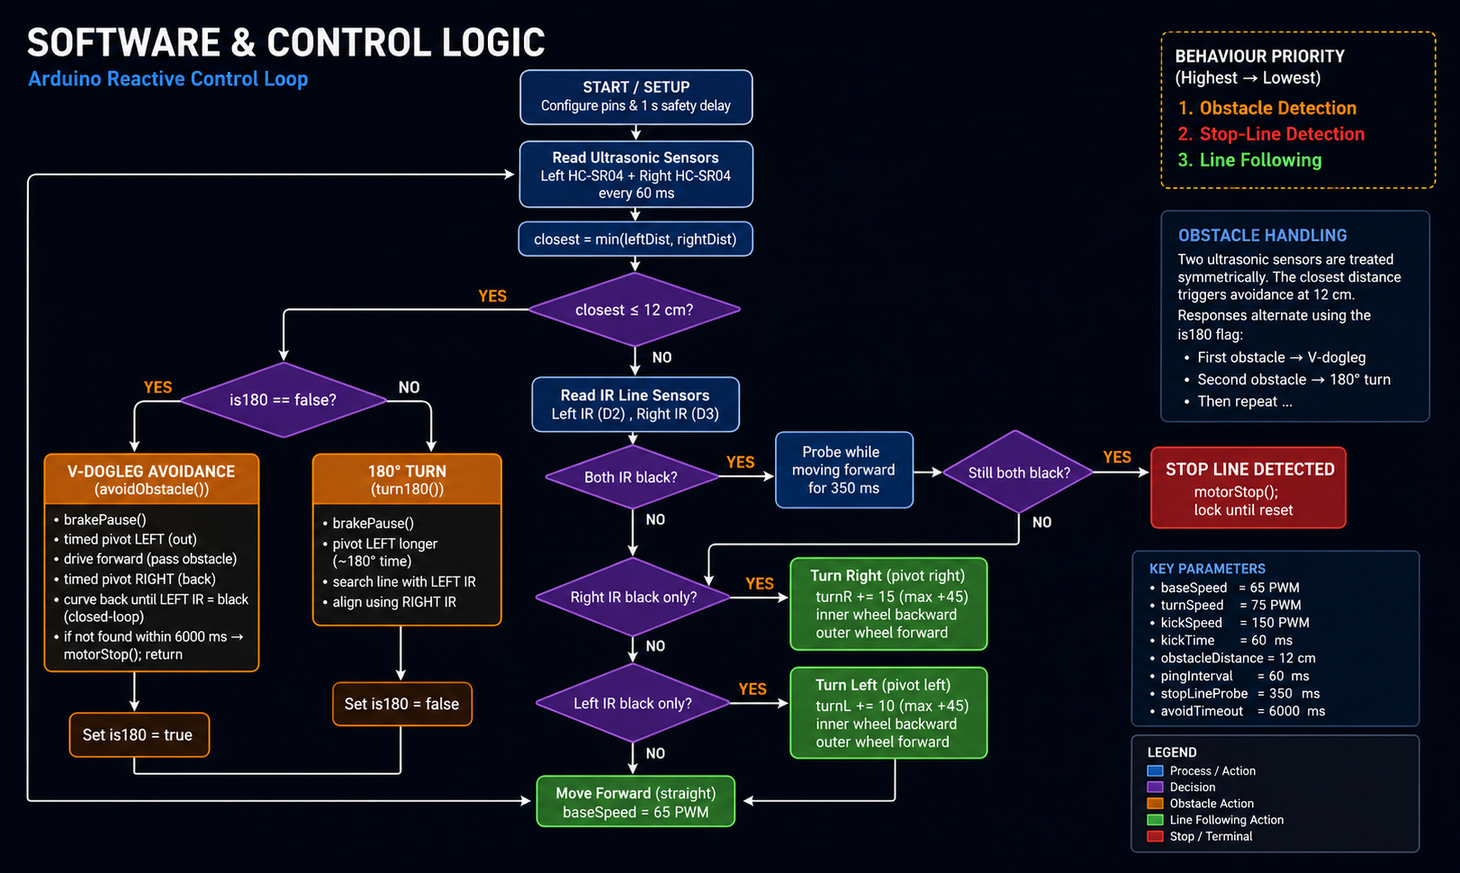 SOFTWARE & CONTROL LOGIC
Arduino Reactive Control Loop
START / SETUP
Configure pins & 1 s safety delay
Read Ultrasonic Sensors
Left HC-SR04 + Right HC-SR04
every 60 ms
closest = min(leftDist, rightDist)
closest ≤ 12 cm?
YES
NO
is180 == false?
YES
NO
V-DOGLEG AVOIDANCE
(avoidObstacle())
• brakePause()
• timed pivot LEFT (out)
• drive forward (pass obstacle)
• timed pivot RIGHT (back)
• curve back until LEFT IR = black
(closed-loop)
• if not found within 6000 ms →
motorStop(); return
Set is180 = true
180° TURN
(turn180())
• brakePause()
• pivot LEFT longer
(~180° time)
• search line with LEFT IR
• align using RIGHT IR
Set is180 = false
Read IR Line Sensors
Left IR (D2) , Right IR (D3)
Both IR black?
YES
NO
Probe while
moving forward
for 350 ms
Still both black?
YES
NO
STOP LINE DETECTED
motorStop();
lock until reset
Right IR black only?
YES
NO
Turn Right (pivot right)
turnR += 15 (max +45)
inner wheel backward
outer wheel forward
Left IR black only?
YES
NO
Turn Left (pivot left)
turnL += 10 (max +45)
inner wheel backward
outer wheel forward
Move Forward (straight)
baseSpeed = 65 PWM
BEHAVIOUR PRIORITY
(Highest → Lowest)
1. Obstacle Detection
2. Stop-Line Detection
3. Line Following
OBSTACLE HANDLING
Two ultrasonic sensors are treated
symmetrically. The closest distance
triggers avoidance at 12 cm.
Responses alternate using the
is180 flag:
• First obstacle → V-dogleg
• Second obstacle → 180° turn
• Then repeat ...
KEY PARAMETERS
• baseSpeed = 65 PWM
• turnSpeed = 75 PWM
• kickSpeed = 150 PWM
• kickTime = 60 ms
• obstacleDistance = 12 cm
• pingInterval = 60 ms
• stopLineProbe = 350 ms
• avoidTimeout = 6000 ms
LEGEND
Process / Action
Decision
Obstacle Action
Line Following Action
Stop / Terminal